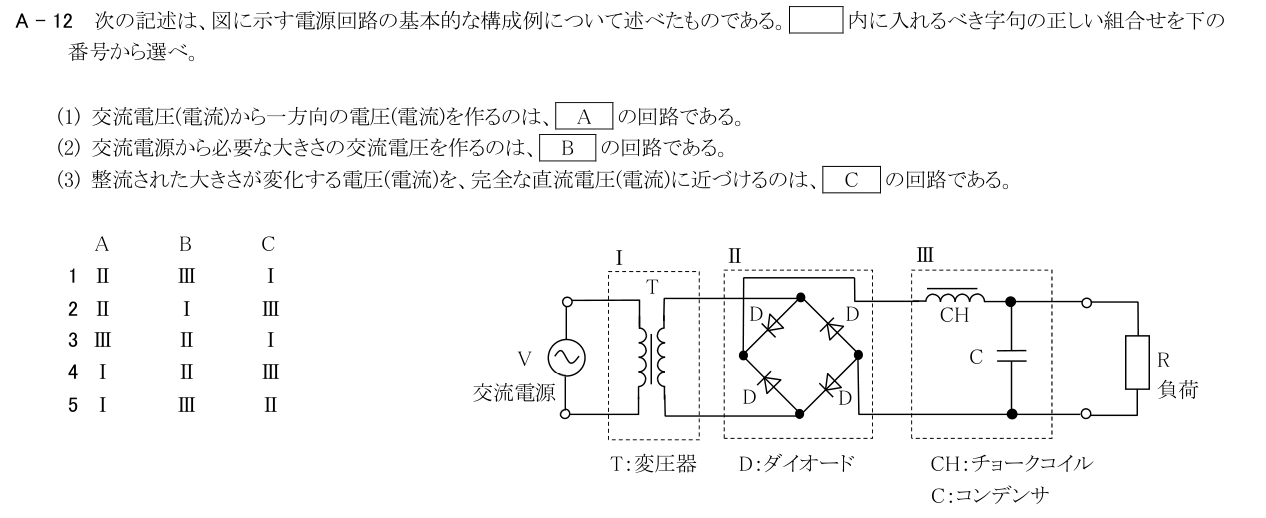 A－12 次の記述は、図に示す電源回路の基本的な構成例について述べたものである。　　　内に入れるべき字句の正しい組合せを下の
番号から選べ。
(1) 交流電圧(電流)から一方向の電圧(電流)を作るのは、 A の回路である。
(2) 交流電源から必要な大きさの交流電圧を作るのは、 B の回路である。
(3) 整流された大きさが変化する電圧(電流)を、完全な直流電圧(電流)に近づけるのは、 C の回路である。
A B C
1 Ⅱ Ⅲ Ⅰ
2 Ⅱ Ⅰ Ⅲ
3 Ⅲ Ⅱ Ⅰ
4 Ⅰ Ⅱ Ⅲ
5 Ⅰ Ⅲ Ⅱ
Ⅰ Ⅱ Ⅲ
T
D D
CH
V
交流電源
C
R
負荷
D D
T：変圧器 D：ダイオード CH：チョークコイル
C：コンデンサ